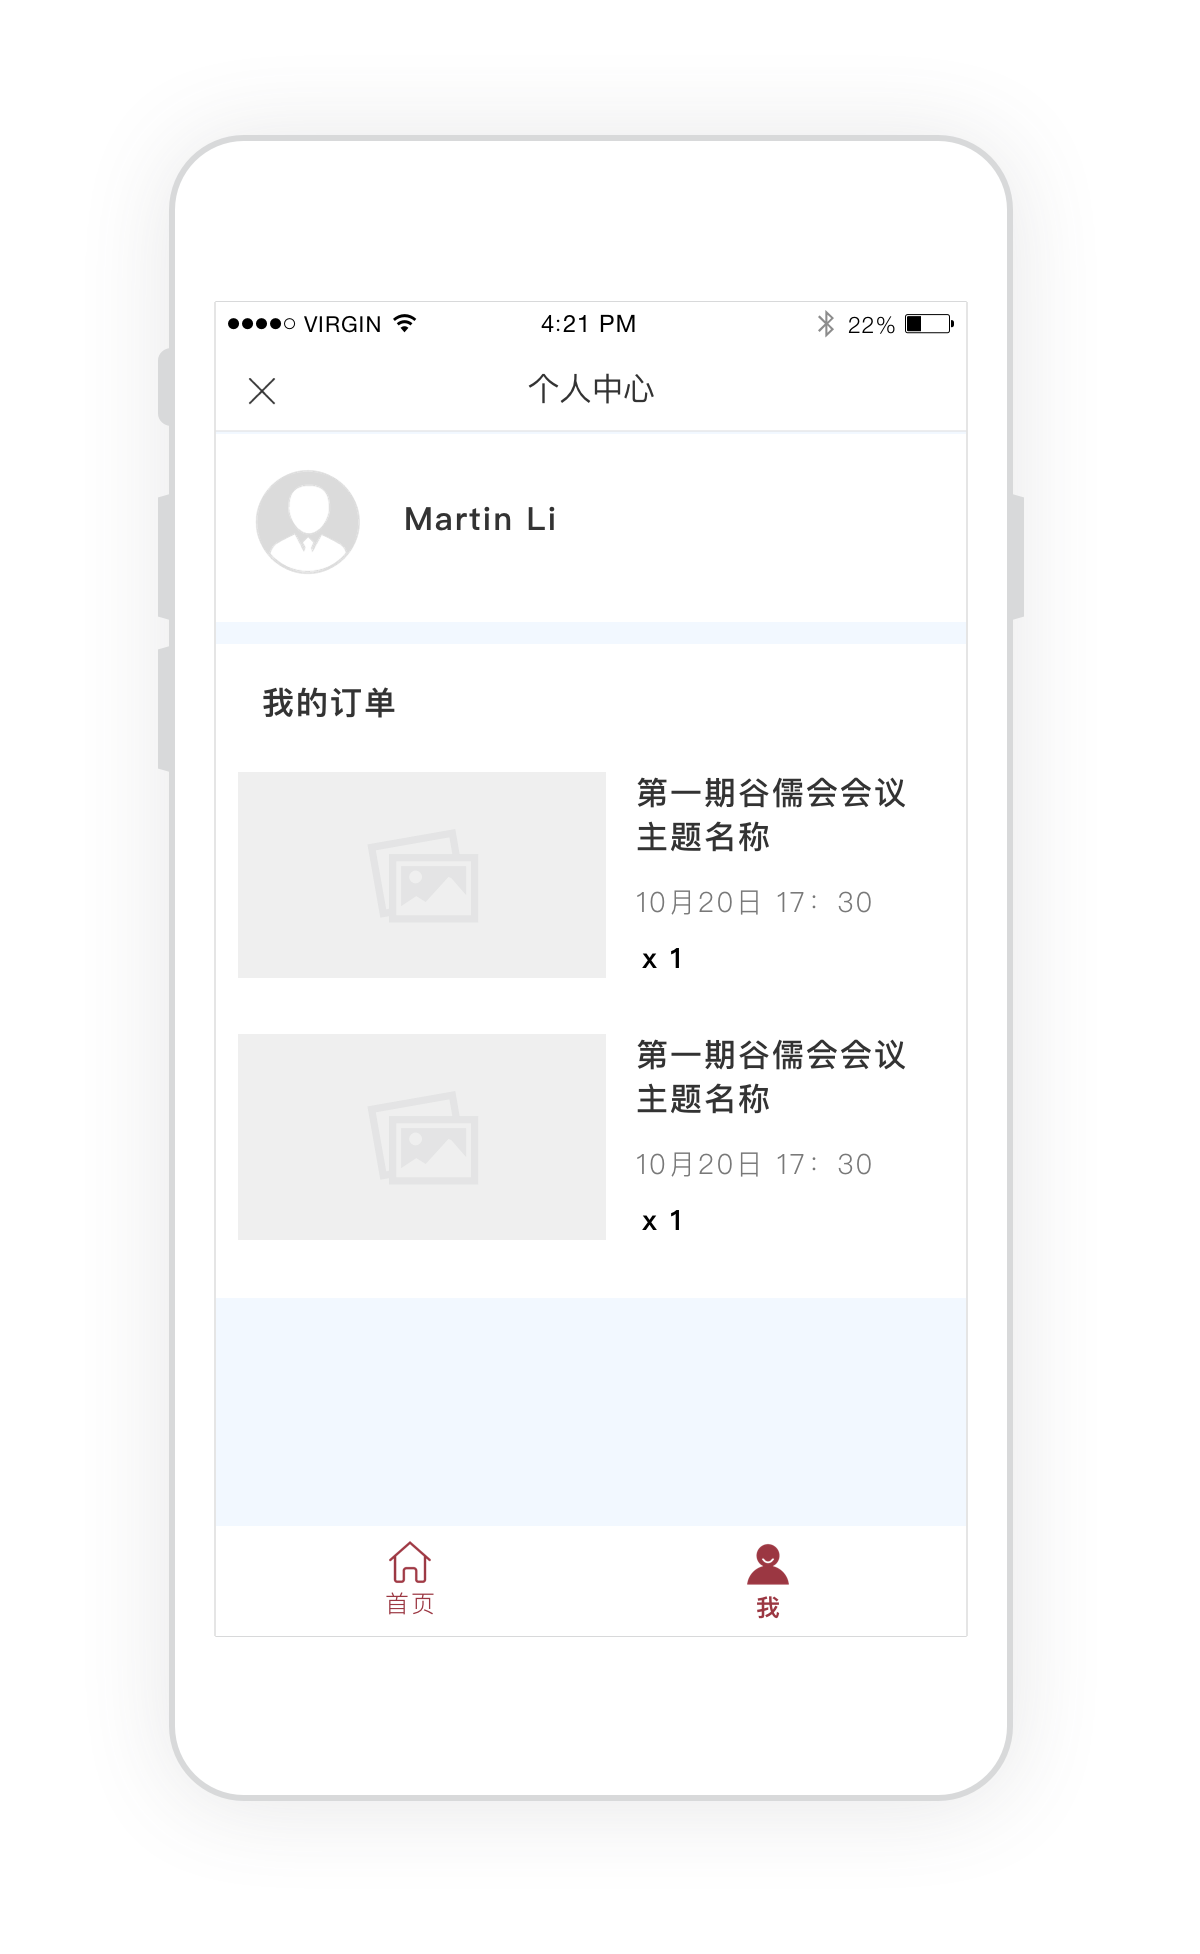 VIRGIN 4:21 PM 22%
个人中心
Martin Li
我的订单
第一期谷儒会会议
主题名称
10月20日 17：30
x 1
第一期谷儒会会议
主题名称
10月20日 17：30
x 1
首页 我